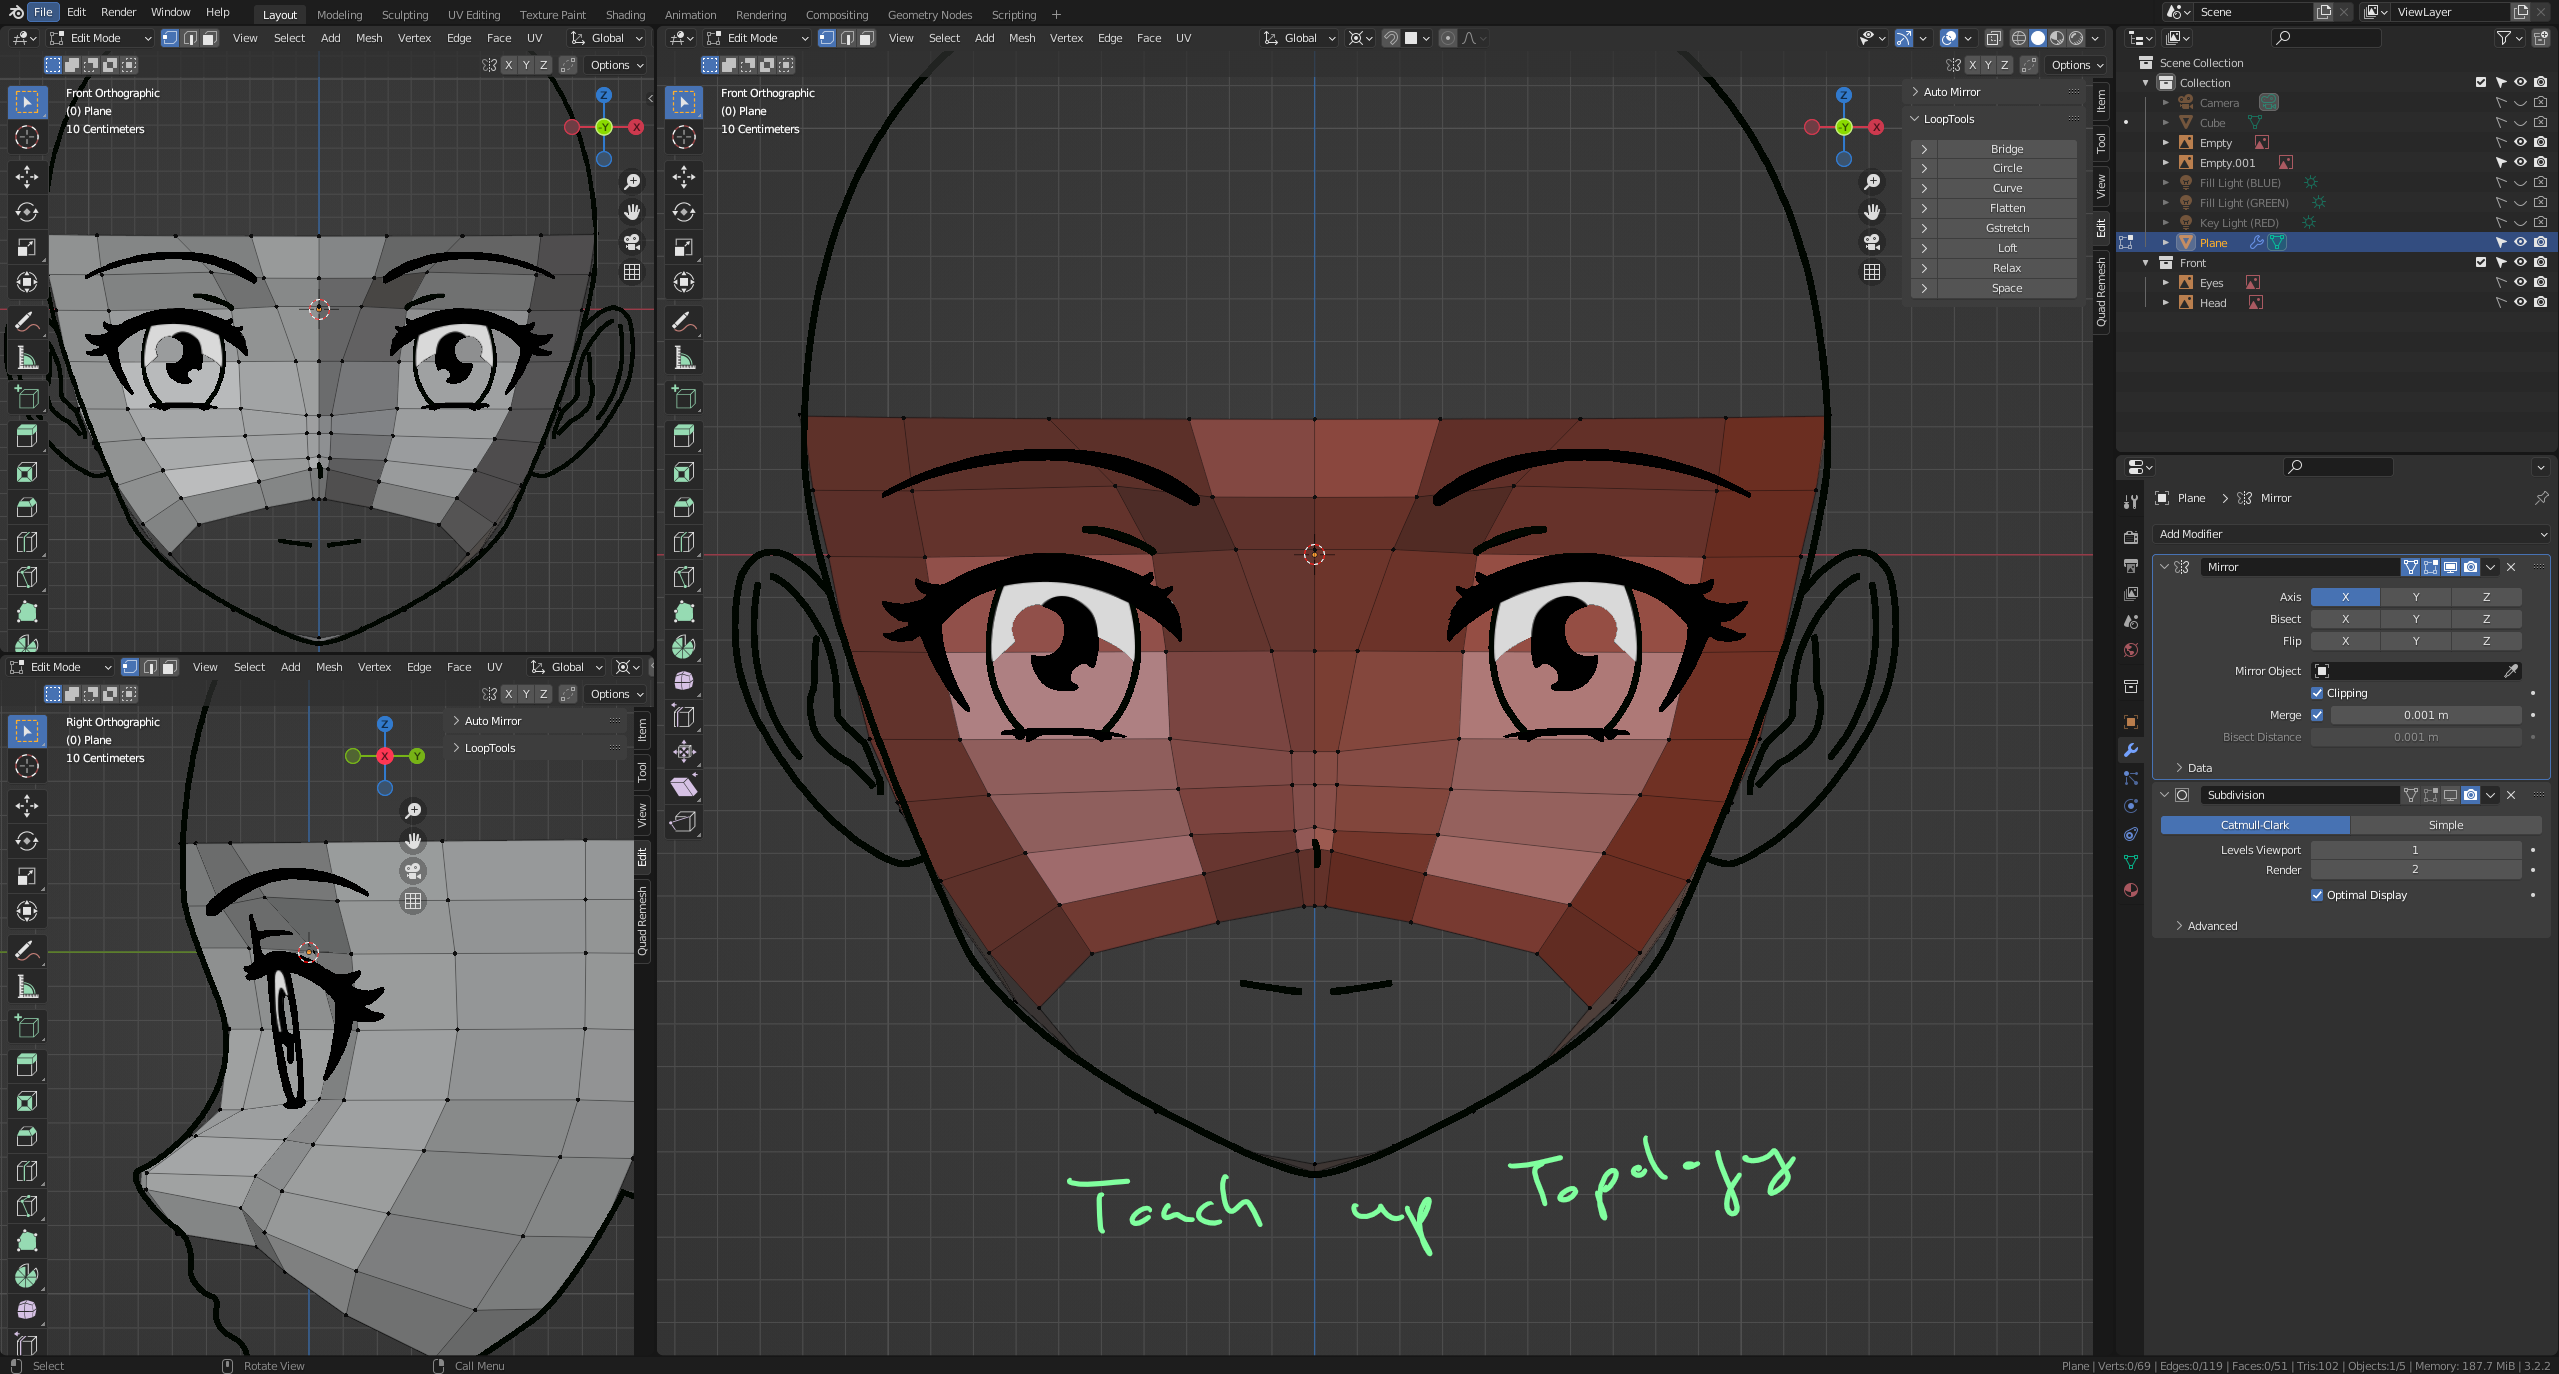 File Edit Render Window Help Layout Modeling Sculpting UV Editing Texture Paint Shading Animation Rendering Compositing Geometry Nodes Scripting + Scene ViewLayer
Edit Mode View Select Add Mesh Vertex Edge Face UV Global
X Y Z Options
Front Orthographic
(0) Plane
10 Centimeters
Z
-Y
X
Edit Mode View Select Add Mesh Vertex Edge Face UV Global
X Y Z Options
Right Orthographic
(0) Plane
10 Centimeters
Z
X
Y
Auto Mirror
LoopTools
Item
Tool
View
Edit
Quad Remesh
Edit Mode View Select Add Mesh Vertex Edge Face UV Global
X Y Z Options
Front Orthographic
(0) Plane
10 Centimeters
Z
-Y
X
Auto Mirror
LoopTools
Bridge
Circle
Curve
Flatten
Gstretch
Loft
Relax
Space
Item
Tool
View
Edit
Quad Remesh
Touch up Topology
Scene Collection
Collection
Camera
Cube
Empty
Empty.001
Fill Light (BLUE)
Fill Light (GREEN)
Key Light (RED)
Plane
Front
Eyes
Head
Plane > Mirror
Add Modifier
Mirror
Axis X Y Z
Bisect X Y Z
Flip X Y Z
Mirror Object
Clipping
Merge 0.001 m
Bisect Distance 0.001 m
Data
Subdivision
Catmull-Clark Simple
Levels Viewport 1
Render 2
Optimal Display
Advanced
Select Rotate View Call Menu
Plane | Verts:0/69 | Edges:0/119 | Faces:0/51 | Tris:102 | Objects:1/5 | Memory: 187.7 MiB | 3.2.2